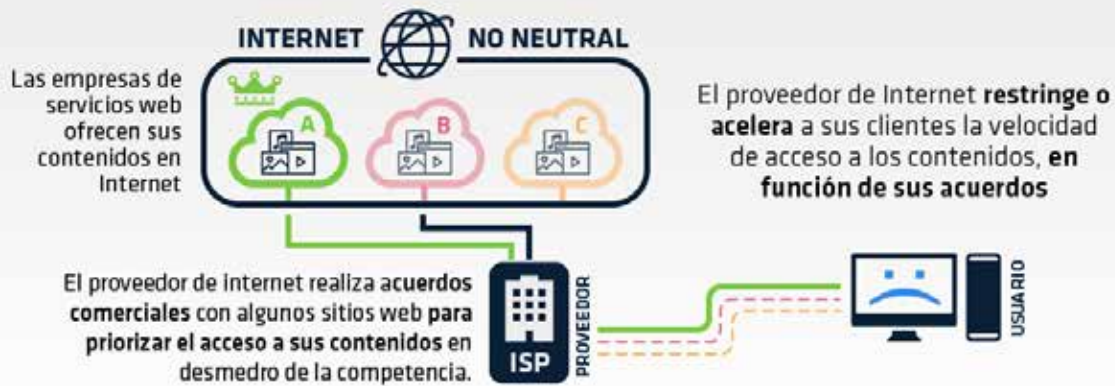 INTERNET NO NEUTRAL
Las empresas de
servicios web
ofrecen sus
contenidos en
Internet
A
B
C
El proveedor de Internet restringe o
acelera a sus clientes la velocidad
de acceso a los contenidos, en
función de sus acuerdos
El proveedor de Internet realiza acuerdos
comerciales con algunos sitios web para
priorizar el acceso a sus contenidos en
desmedro de la competencia.
ISP
PROVEEDOR
USUARIO